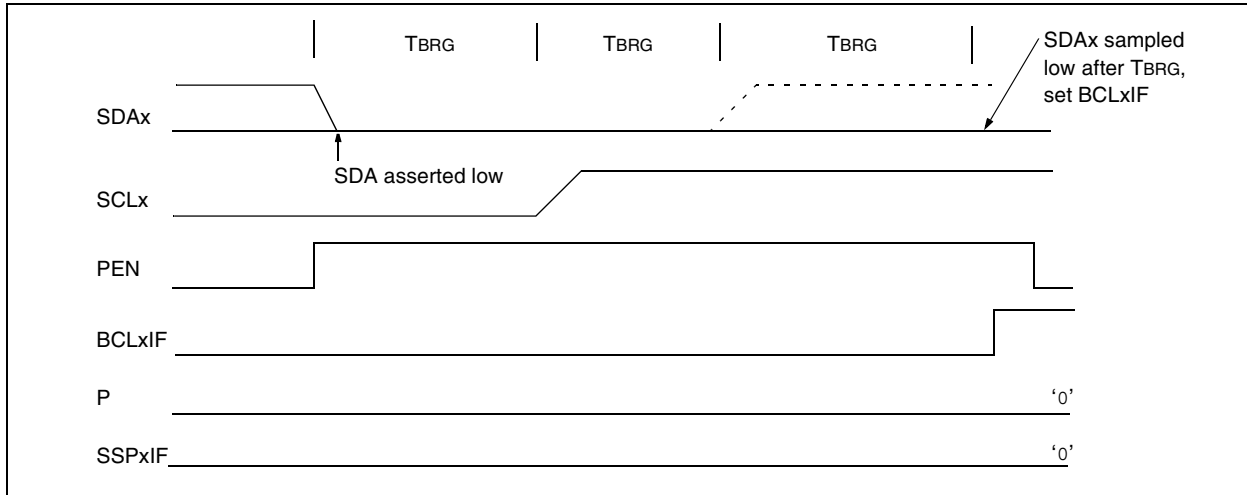 TBRG TBRG TBRG
SDAx sampled
low after TBRG,
set BCLxIF
SDAx
SDA asserted low
SCLx
PEN
BCLxIF
P
‘0’
SSPxIF
‘0’